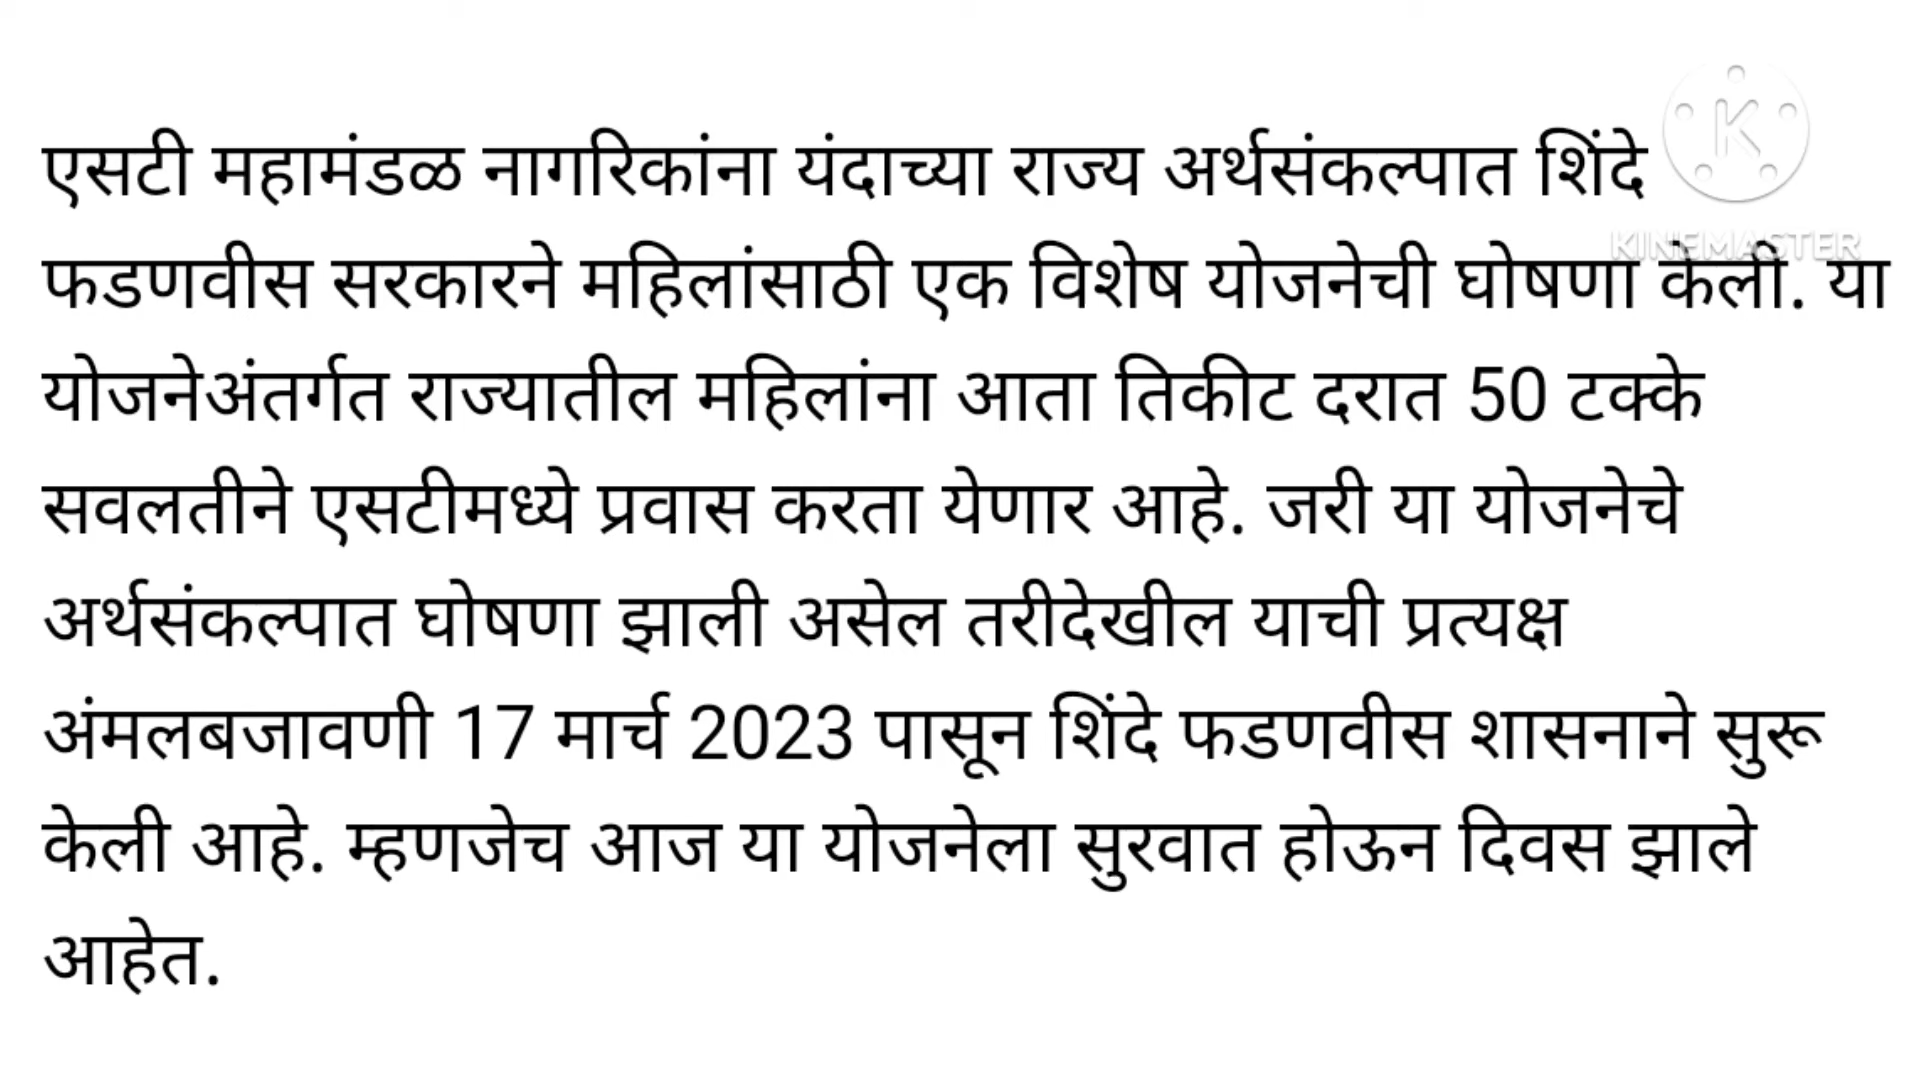 एसटी महामंडळ नागरिकांना यंदाच्या राज्य अर्थसंकल्पात शिंदे
K
KINEMASTER
फडणवीस सरकारने महिलांसाठी एक विशेष योजनेची घोषणा केली. या
योजनेअंतर्गत राज्यातील महिलांना आता तिकीट दरात 50 टक्के
सवलतीने एसटीमध्ये प्रवास करता येणार आहे. जरी या योजनेचे
अर्थसंकल्पात घोषणा झाली असेल तरीदेखील याची प्रत्यक्ष
अंमलबजावणी 17 मार्च 2023 पासून शिंदे फडणवीस शासनाने सुरू
केली आहे. म्हणजेच आज या योजनेला सुरवात होऊन दिवस झाले
आहेत.